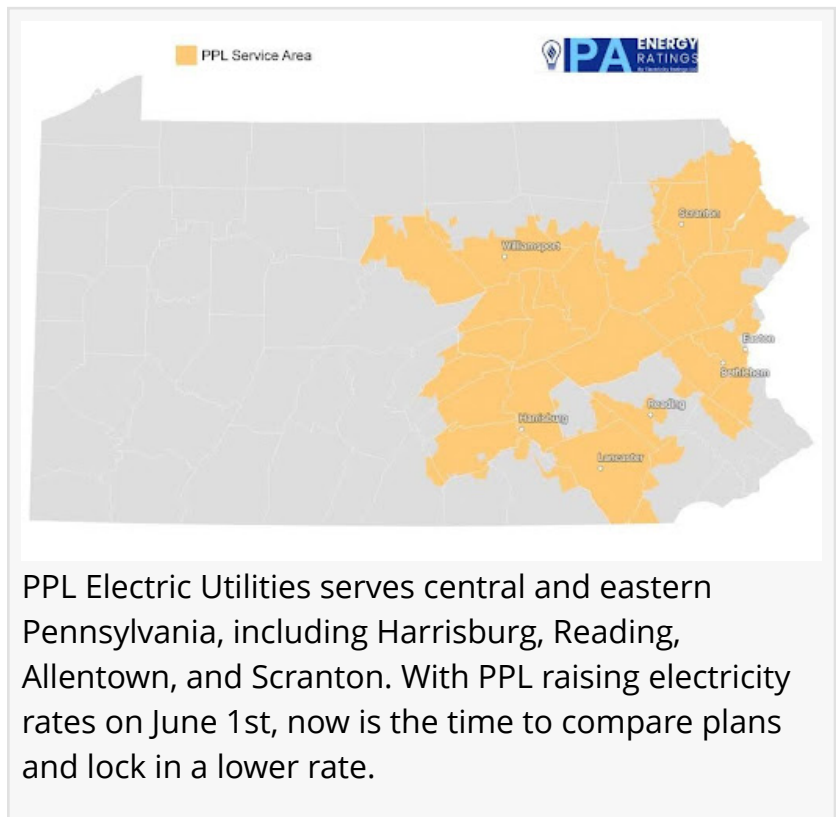 PPL Service Area
PA ENERGY
RATINGS
Scranton
Williamsport
Easton
Bethlehem
Harrisburg
Reading
Lancaster
PPL Electric Utilities serves central and eastern
Pennsylvania, including Harrisburg, Reading,
Allentown, and Scranton. With PPL raising electricity
rates on June 1st, now is the time to compare plans
and lock in a lower rate.